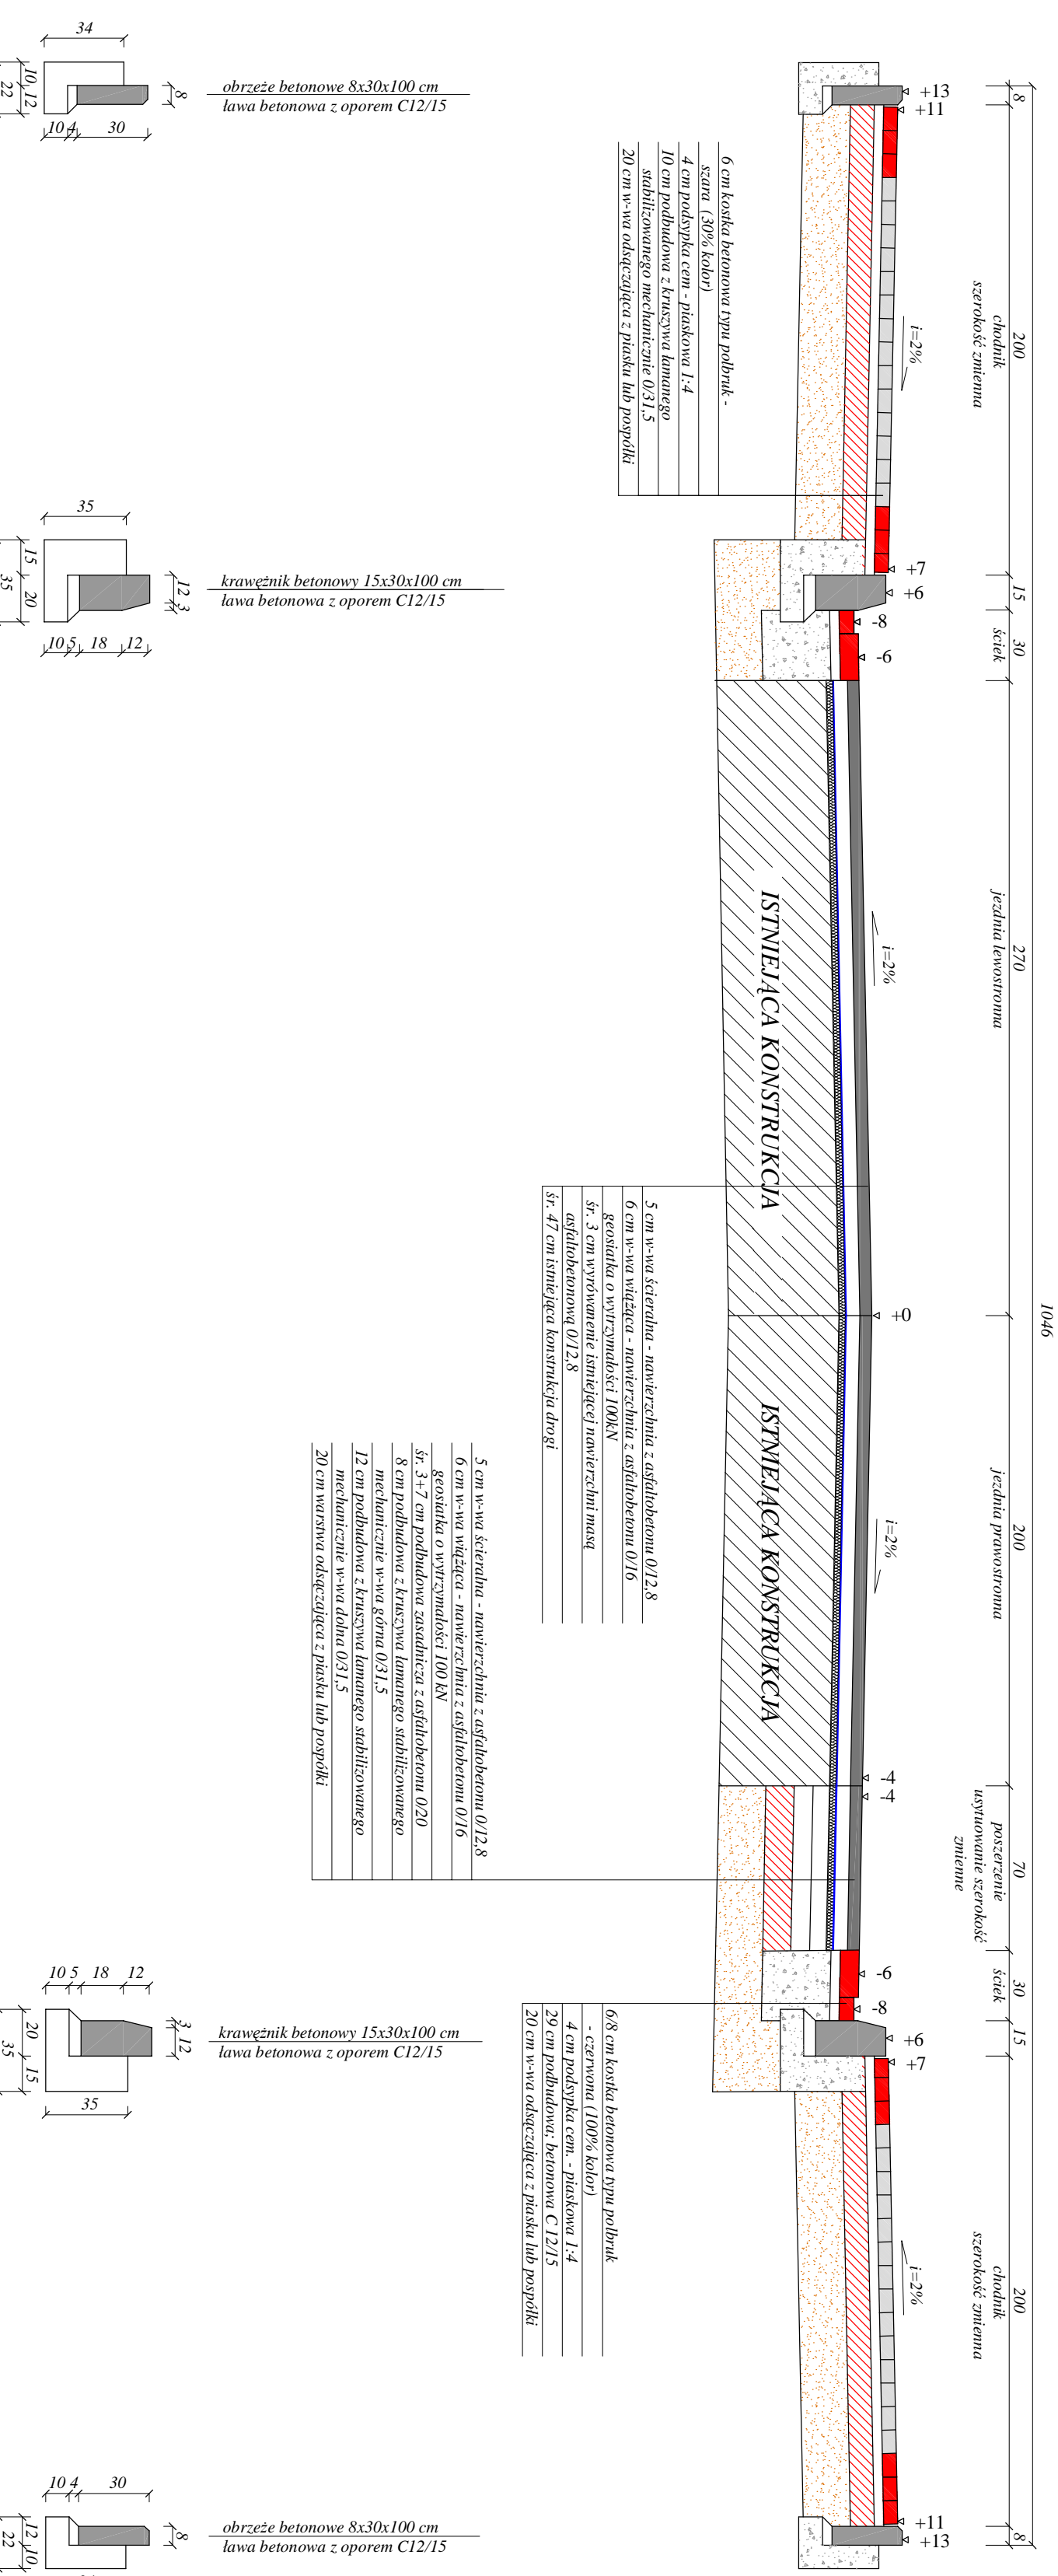 1046
8
200
chodnik
szerokość zmienna
15
30
ściek
270
jezdnia lewostronna
200
jezdnia prawostronna
70
poszerzenie
usytuowanie szerokość
zmienne
30
ściek
15
200
chodnik
szerokość zmienna
8
+13
+11
i=2%
+7
+6
-8
-6
i=2%
+0
i=2%
-4
-4
-6
-8
+6
+7
i=2%
+11
+13
ISTNIEJĄCA KONSTRUKCJA
ISTNIEJĄCA KONSTRUKCJA
6 cm kostka betonowa typu polbruk -
szara (30% kolor)
4 cm podsypka cem - piaskowa 1:4
10 cm podbudowa z kruszywa łamanego
stabilizowanego mechanicznie 0/31,5
20 cm w-wa odsączająca z piasku lub pospółki
5 cm w-wa ścieralna - nawierzchnia z asfaltobetonu 0/12,8
6 cm w-wa wiążąca - nawierzchnia z asfaltobetonu 0/16
geosiatka o wytrzymałości 100kN
śr. 3 cm wyrówanenie istniejącej nawierzchni masą
asfaltobetonową 0/12,8
śr. 47 cm istniejąca konstrukcja drogi
5 cm w-wa ścieralna - nawierzchnia z asfaltobetonu 0/12,8
6 cm w-wa wiążąca - nawierzchnia z asfaltobetonu 0/16
geosiatka o wytrzymałości 100 kN
śr. 3+7 cm podbudowa zasadnicza z asfaltobetonu 0/20
8 cm podbudowa z kruszywa łamanego stabilizowanego
mechanicznie w-wa górna 0/31,5
12 cm podbudowa z kruszywa łamanego stabilizowanego
mechanicznie w-wa dolna 0/31,5
20 cm warstwa odsączająca z piasku lub pospółki
6/8 cm kostka betonowa typu polbruk
- czerwona (100% kolor)
4 cm podsypka cem. - piaskowa 1:4
29 cm podbudowa; betonowa C 12/15
20 cm w-wa odsączająca z piasku lub pospółki
obrzeże betonowe 8x30x100 cm
ława betonowa z oporem C12/15
34
8
10 12
22
10 4 30
krawężnik betonowy 15x30x100 cm
ława betonowa z oporem C12/15
35
12 3
15 20
35
10 5 18 12
krawężnik betonowy 15x30x100 cm
ława betonowa z oporem C12/15
10 5 18 12
3 12
20 15
35
35
obrzeże betonowe 8x30x100 cm
ława betonowa z oporem C12/15
10 4 30
8
12 10
22